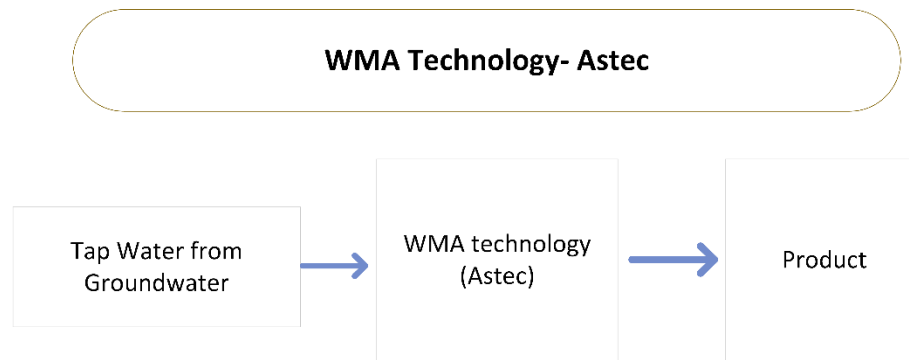 WMA Technology- Astec
Tap Water from
Groundwater
WMA technology
(Astec)
Product